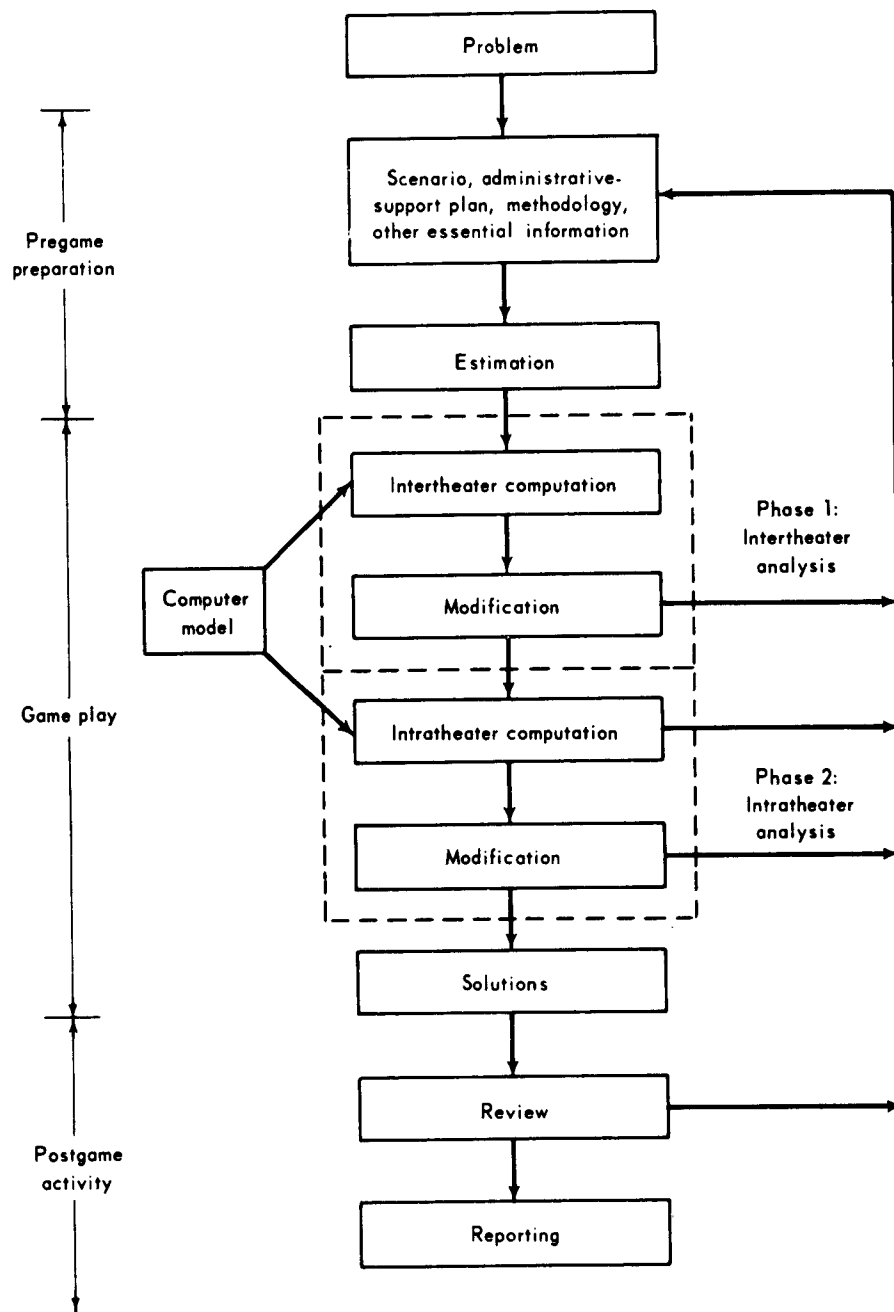 Problem
Scenario, administrative-
support plan, methodology,
other essential information
Pregame
preparation
Estimation
Intertheater computation
Phase 1:
Intertheater
analysis
Computer
model
Modification
Game play
Intratheater computation
Phase 2:
Intratheater
analysis
Modification
Solutions
Review
Postgame
activity
Reporting